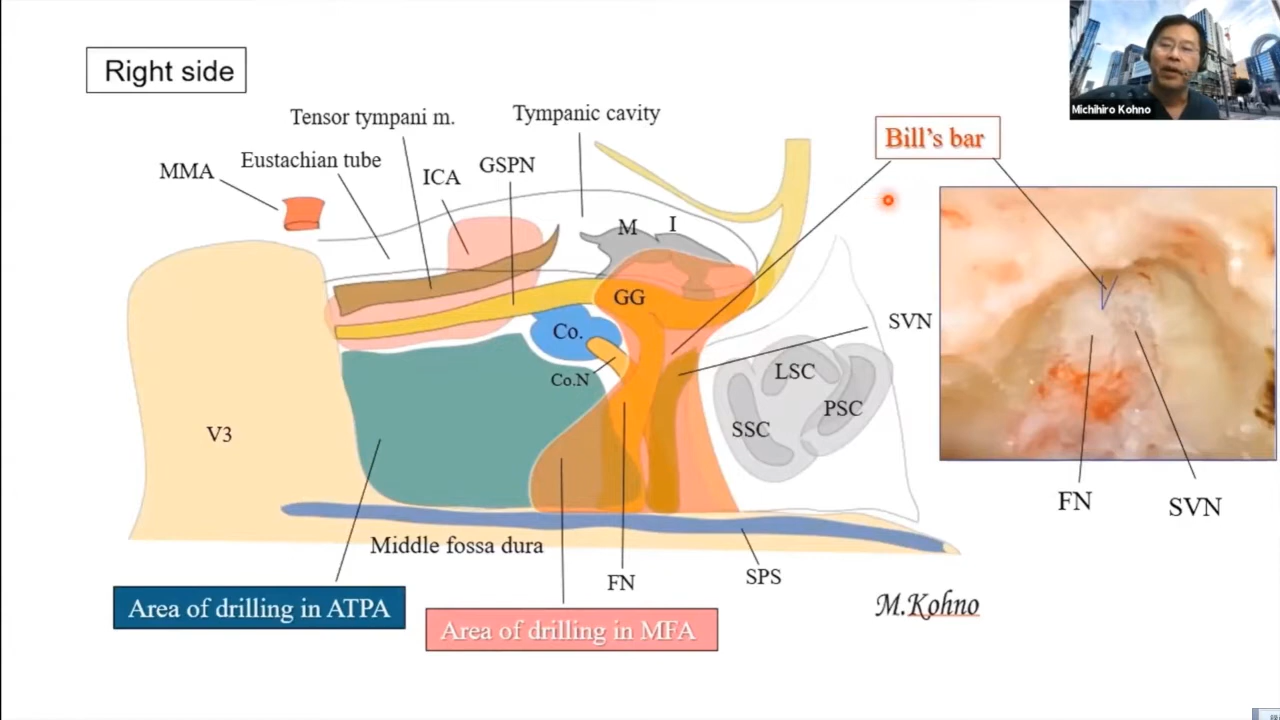 Right side
Michihiro Kohno
Tensor tympani m.
Tympanic cavity
Bill's bar
MMA
Eustachian tube
ICA
GSPN
M
I
GG
Co.
SVN
Co.N
LSC
PSC
SSC
V3
FN
SVN
Middle fossa dura
FN
SPS
Area of drilling in ATPA
Area of drilling in MFA
M.Kohno